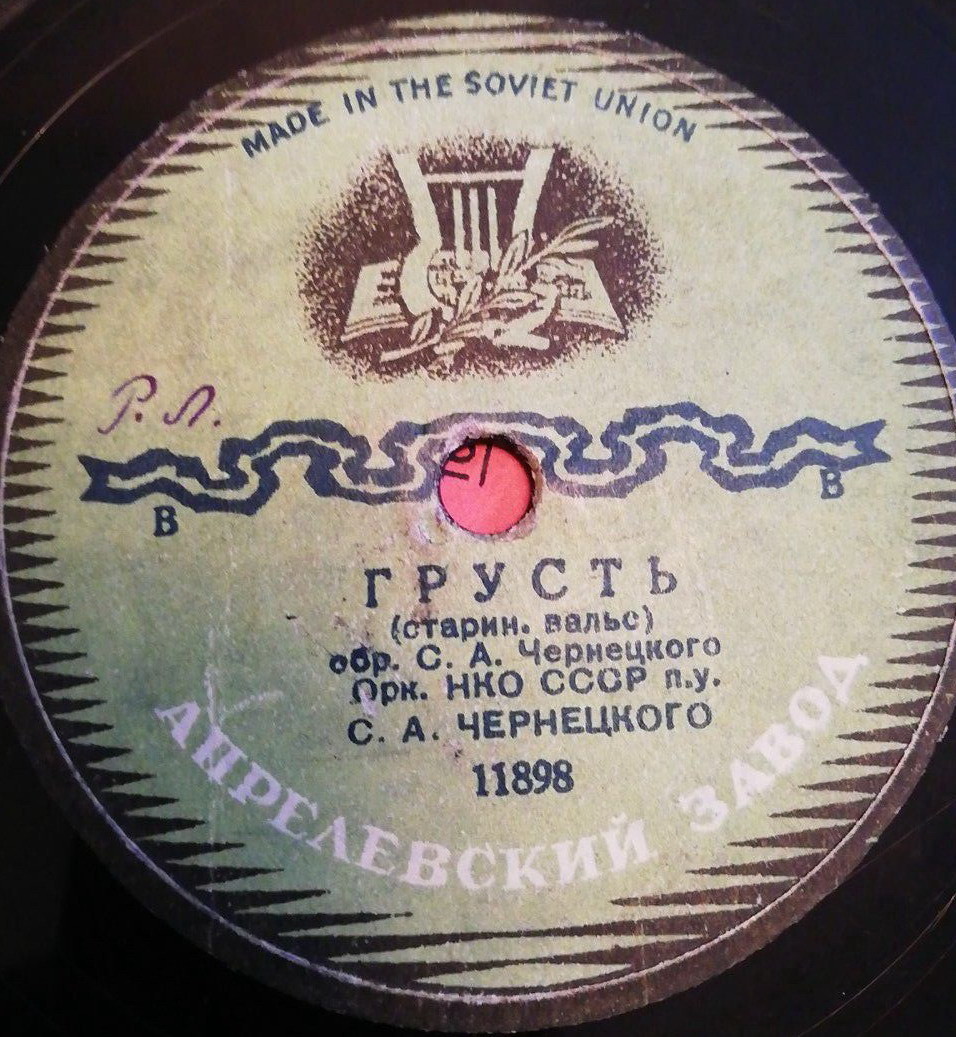 MADE IN THE SOVIET UNION
Р. Л.
В
В
ГРУСТЬ
(старин. вальс)
обр. С. А. Чернецкого
Орк. НКО СССР п.у.
С. А. ЧЕРНЕЦКОГО
11898
АПРЕЛЕВСКИЙ ЗАВОД